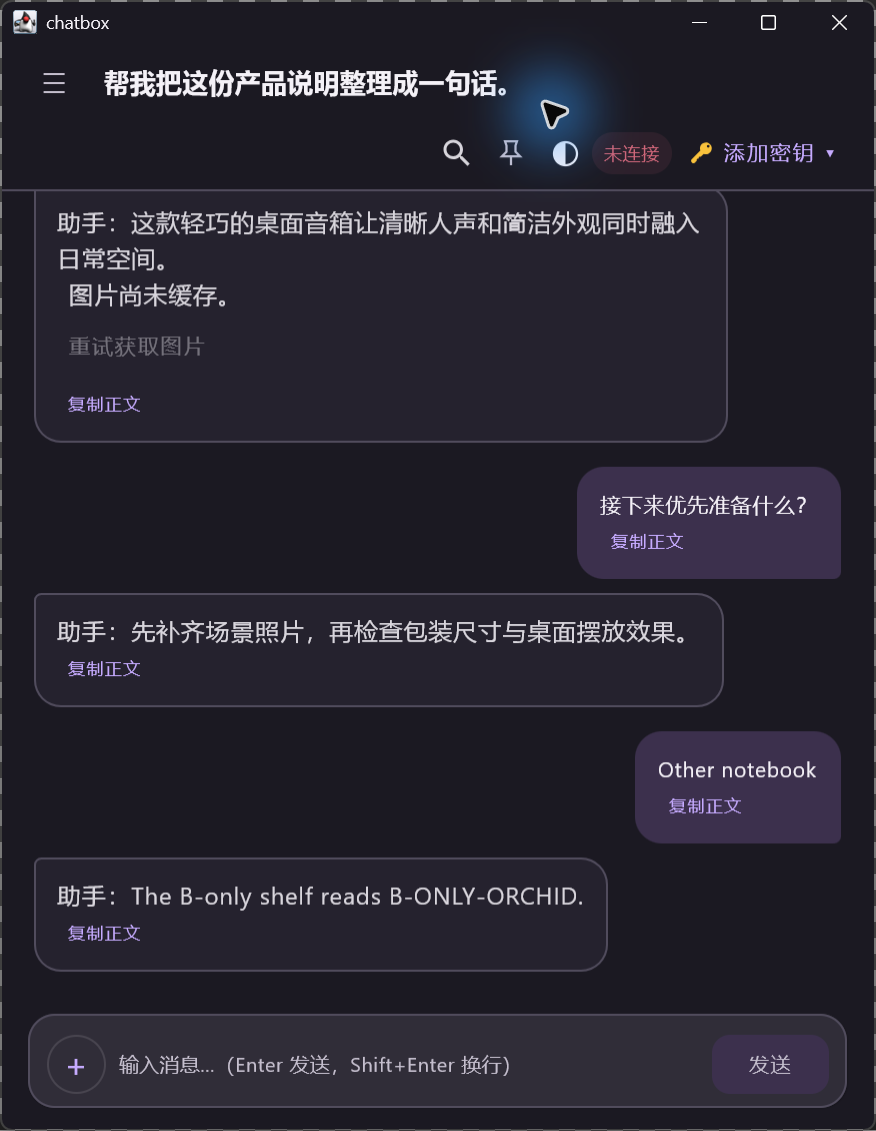 chatbox
帮我把这份产品说明整理成一句话。
未连接
添加密钥
助手：这款轻巧的桌面音箱让清晰人声和简洁外观同时融入
日常空间。
图片尚未缓存。
重试获取图片
复制正文
接下来优先准备什么？
复制正文
助手：先补齐场景照片，再检查包装尺寸与桌面摆放效果。
复制正文
Other notebook
复制正文
助手：The B-only shelf reads B-ONLY-ORCHID.
复制正文
输入消息...（Enter 发送，Shift+Enter 换行）
发送